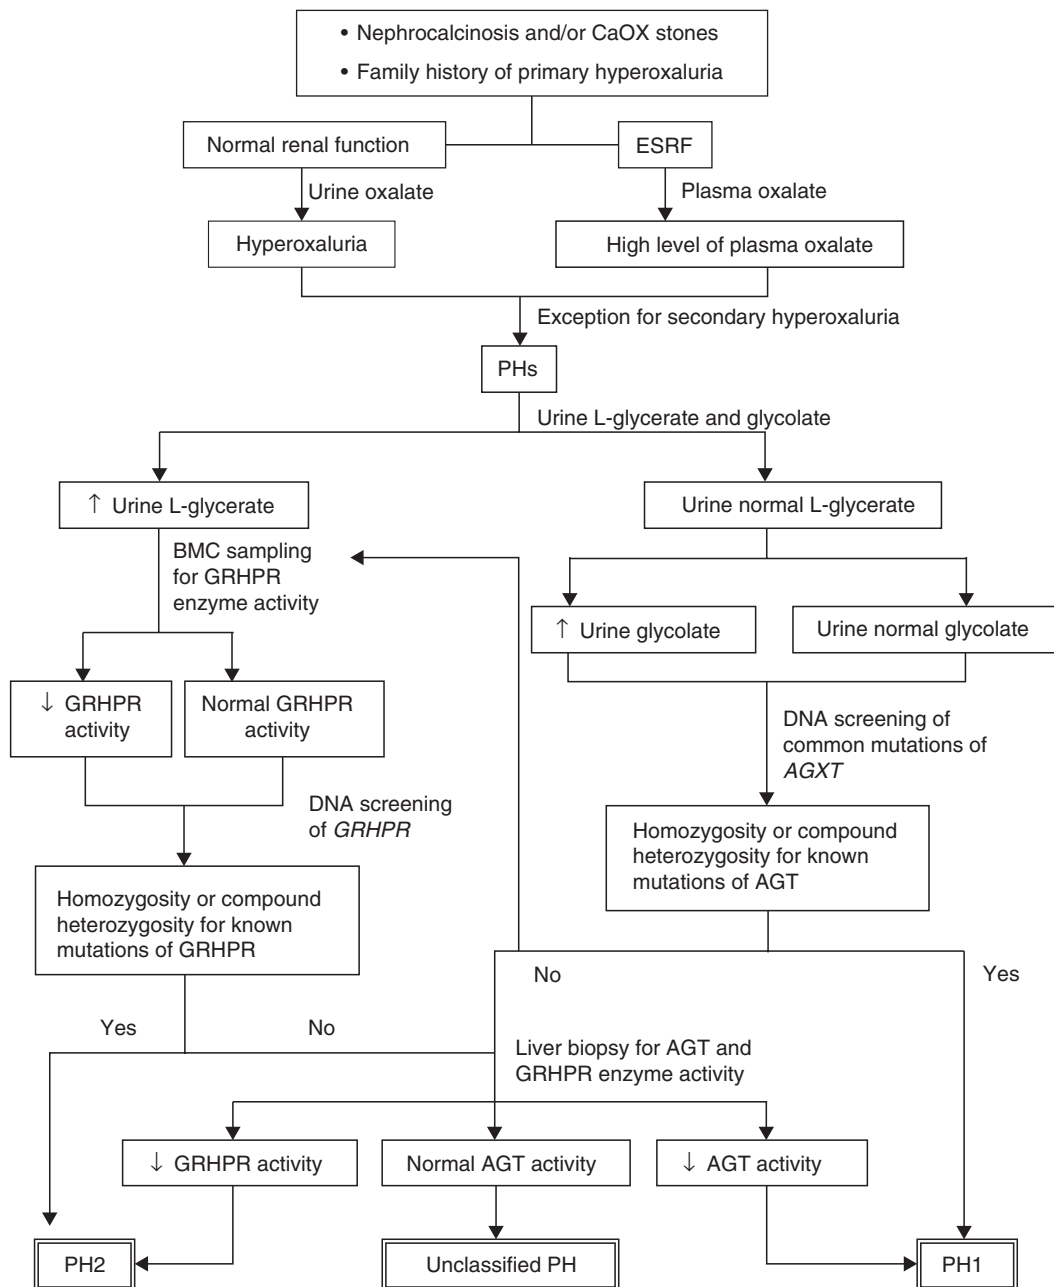 • Nephrocalcinosis and/or CaOX stones
• Family history of primary hyperoxaluria
Normal renal function
ESRF
Urine oxalate
Plasma oxalate
Hyperoxaluria
High level of plasma oxalate
Exception for secondary hyperoxaluria
PHs
Urine L-glycerate and glycolate
↑ Urine L-glycerate
Urine normal L-glycerate
BMC sampling
for GRHPR
enzyme activity
↑ Urine glycolate
Urine normal glycolate
↓ GRHPR
activity
Normal GRHPR
activity
DNA screening of
common mutations of
AGXT
DNA screening
of GRHPR
Homozygosity or compound
heterozygosity for known
mutations of AGT
Homozygosity or compound
heterozygosity for known
mutations of GRHPR
No
Yes
Yes
No
Liver biopsy for AGT and
GRHPR enzyme activity
↓ GRHPR activity
Normal AGT activity
↓ AGT activity
PH2
Unclassified PH
PH1